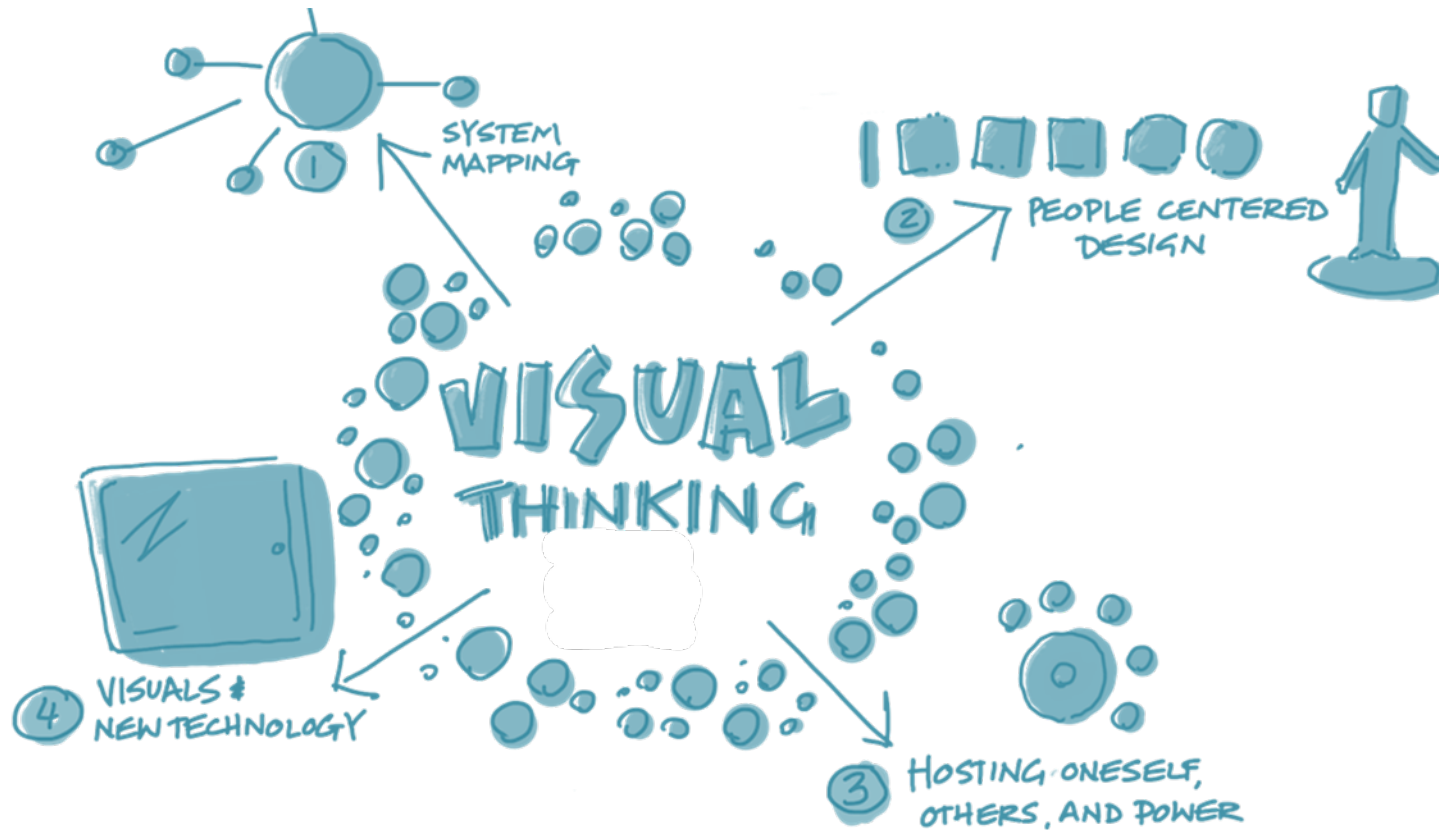 SYSTEM
MAPPING
1
2
PEOPLE CENTERED
DESIGN
VISUAL
THINKING
4
VISUALS &
NEW TECHNOLOGY
3
HOSTING ONESELF,
OTHERS, AND POWER